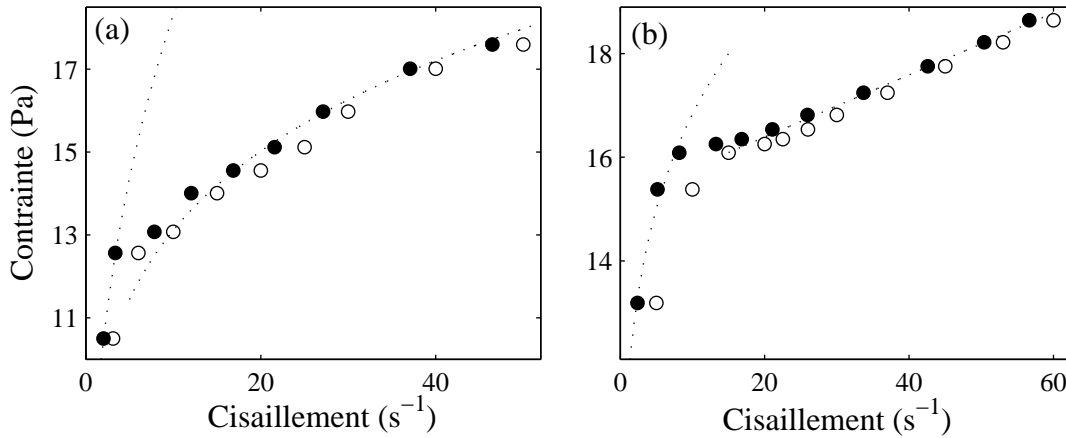 (a)
17
15
13
11
0
20
40
Contrainte (Pa)
Cisaillement (s⁻¹)
(b)
18
16
14
0
20
40
60
Cisaillement (s⁻¹)